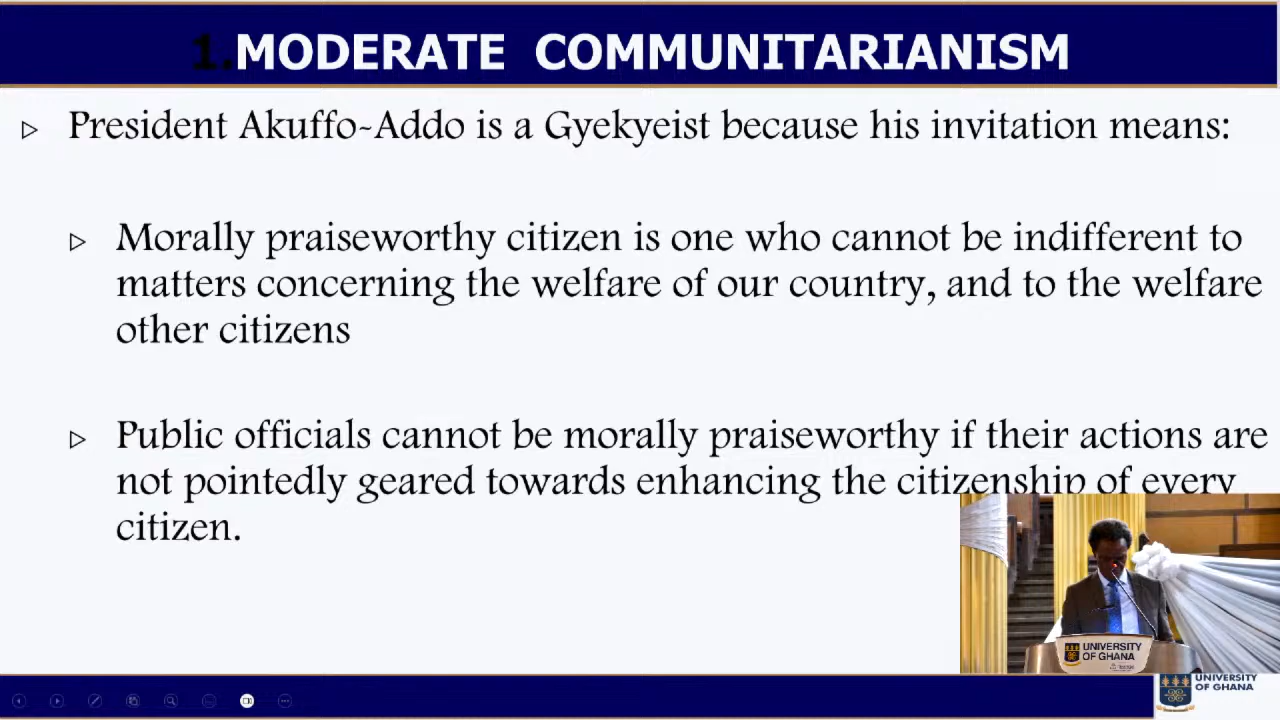 1.MODERATE COMMUNITARIANISM
President Akuffo-Addo is a Gyekyeist because his invitation means:
Morally praiseworthy citizen is one who cannot be indifferent to
matters concerning the welfare of our country, and to the welfare
other citizens
Public officials cannot be morally praiseworthy if their actions are
not pointedly geared towards enhancing the citizenship of every
citizen.
UNIVERSITY
OF GHANA
UNIVERSITY
OF GHANA